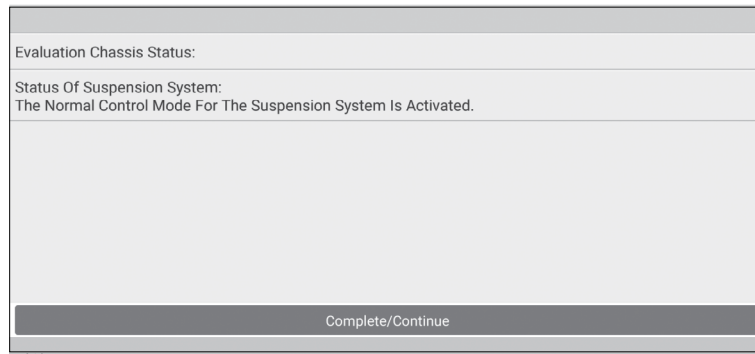 Evaluation Chassis Status:
Status Of Suspension System:
The Normal Control Mode For The Suspension System Is Activated.
Complete/Continue